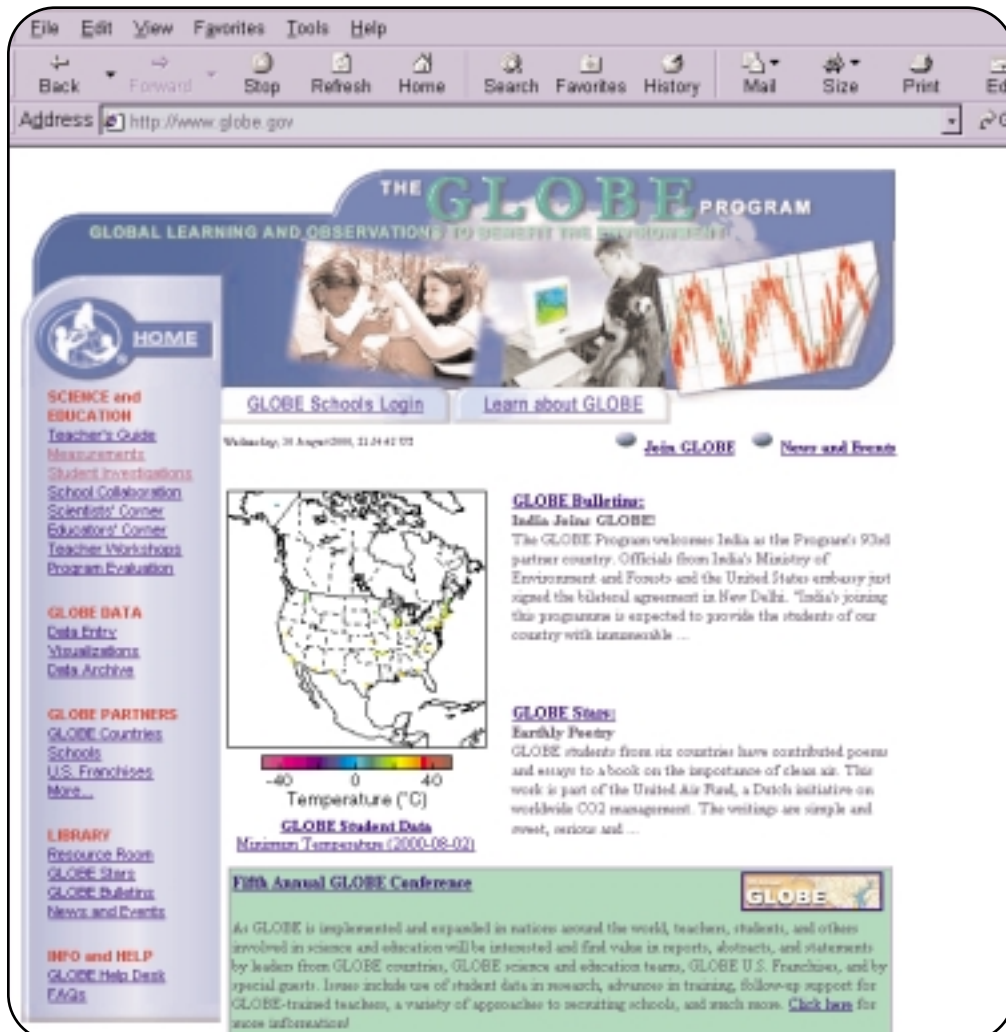 File Edit View Favorites Tools Help
Back Forward Stop Refresh Home Search Favorites History Mail Size Print
Address http://www.globe.gov
THE GLOBE PROGRAM
GLOBAL LEARNING AND OBSERVATIONS TO BENEFIT THE ENVIRONMENT
HOME
SCIENCE and
EDUCATION
Teacher's Guide
Measurements
Student Investigations
School Collaboration
Scientists' Corner
Educators' Corner
Teacher Workshops
Program Evaluation
GLOBE DATA
Data Entry
Visualizations
Data Archive
GLOBE PARTNERS
GLOBE Countries
Schools
U.S. Franchises
More...
LIBRARY
Resource Room
GLOBE Stars
GLOBE Bulletins
News and Events
INFO and HELP
GLOBE Help Desk
FAQs
GLOBE Schools Login Learn about GLOBE
Join GLOBE News and Events
-40 0 40
Temperature (°C)
GLOBE Student Data
Minimum Temperature (2000-08-02)
GLOBE Bulletins:
India Joins GLOBE!
The GLOBE Program welcomes India as the Program's 93rd
partner country. Officials from India's Ministry of
Environment and Forests and the United States embassy just
signed the bilateral agreement in New Delhi. "India's joining
this programme is expected to provide the students of our
country with innumerable ...
GLOBE Stars:
Earthly Poetry
GLOBE students from six countries have contributed poems
and essays to a book on the importance of clean air. This
work is part of the United Air Fund, a Dutch initiative on
worldwide CO2 management. The writings are simple and
sweet, serious and ...
Fifth Annual GLOBE Conference
GLOBE
As GLOBE is implemented and expanded in nations around the world, teachers, students, and others
involved in science and education will be interested and find value in reports, abstracts, and statements
by leaders from GLOBE countries, GLOBE science and education teams, GLOBE U.S. Franchises, and by
special guests. Issues include use of student data in research, advances in training, follow-up support for
GLOBE-trained teachers, a variety of approaches to recruiting schools, and much more. Click here for
more information!